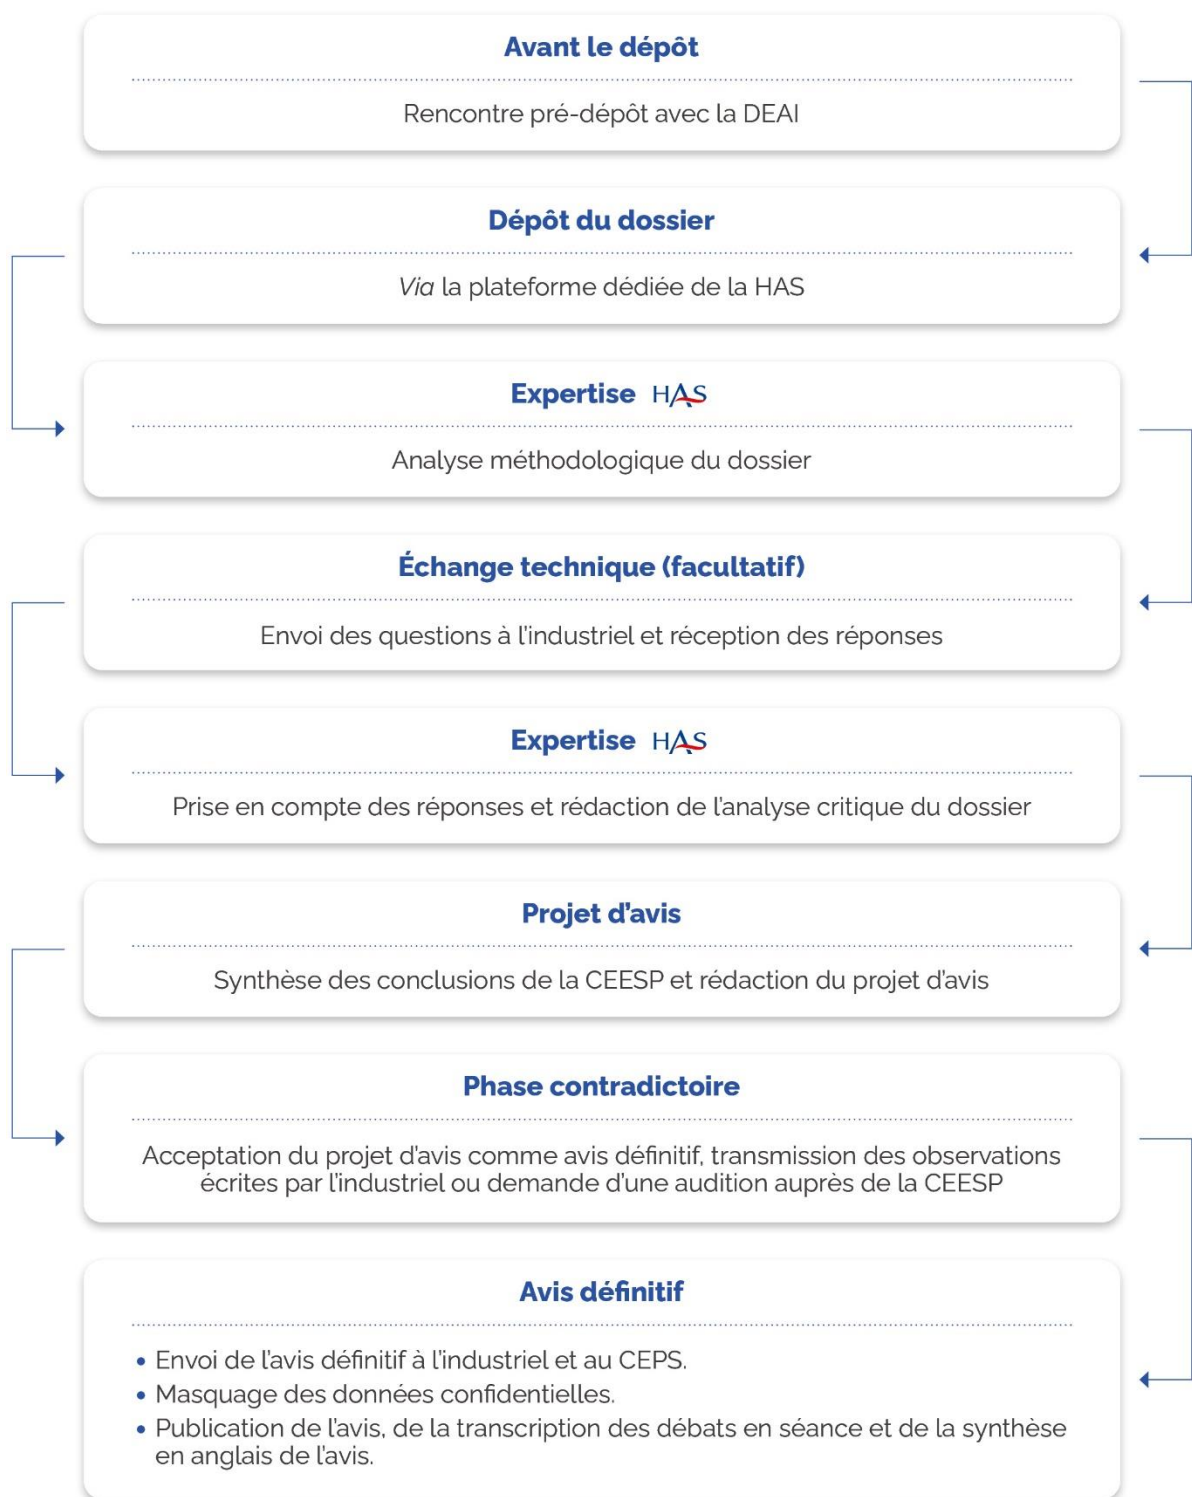 Avant le dépôt
Rencontre pré-dépôt avec la DEAI
Dépôt du dossier
Via la plateforme dédiée de la HAS
Expertise HAS
Analyse méthodologique du dossier
Échange technique (facultatif)
Envoi des questions à l’industriel et réception des réponses
Expertise HAS
Prise en compte des réponses et rédaction de l’analyse critique du dossier
Projet d’avis
Synthèse des conclusions de la CEESP et rédaction du projet d’avis
Phase contradictoire
Acceptation du projet d’avis comme avis définitif, transmission des observations
écrites par l’industriel ou demande d’une audition auprès de la CEESP
Avis définitif
• Envoi de l’avis définitif à l’industriel et au CEPS.
• Masquage des données confidentielles.
• Publication de l’avis, de la transcription des débats en séance et de la synthèse
en anglais de l’avis.